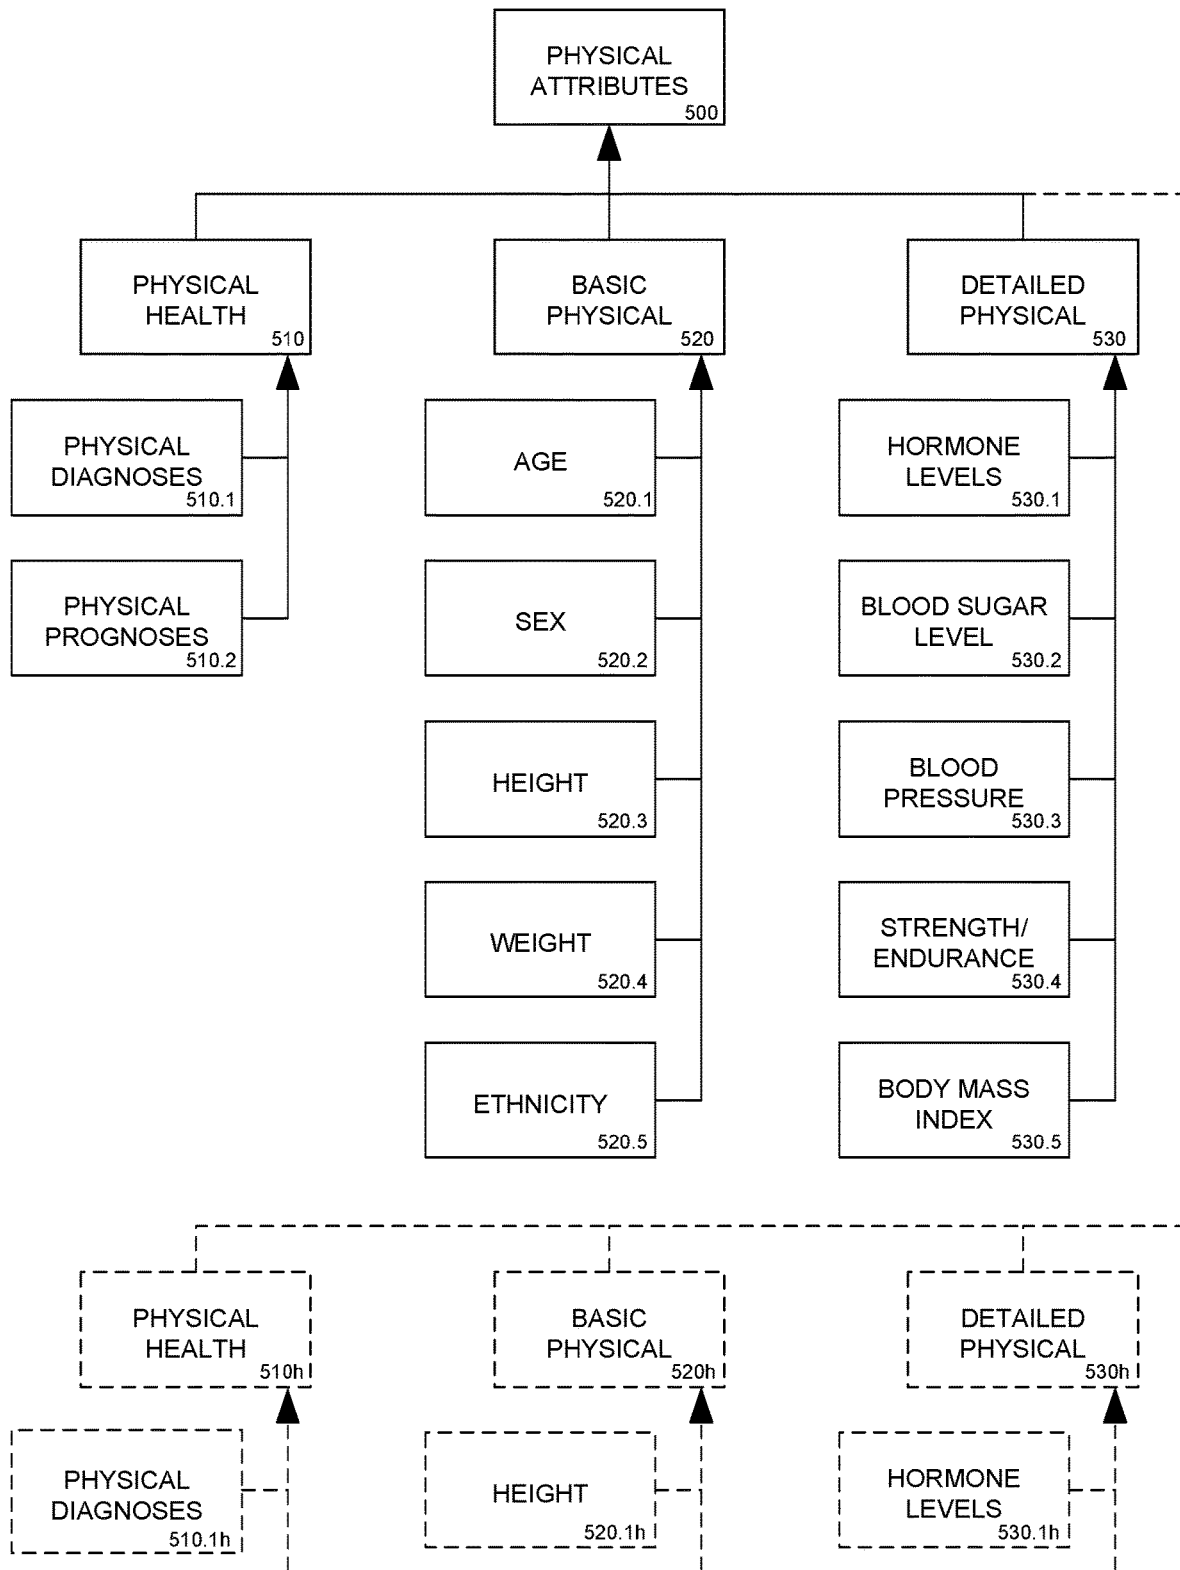 PHYSICAL
ATTRIBUTES
500
PHYSICAL
HEALTH
510
BASIC
PHYSICAL
520
DETAILED
PHYSICAL
530
PHYSICAL
DIAGNOSES
510.1
AGE
520.1
HORMONE
LEVELS
530.1
PHYSICAL
PROGNOSES
510.2
SEX
520.2
BLOOD SUGAR
LEVEL
530.2
HEIGHT
520.3
BLOOD
PRESSURE
530.3
WEIGHT
520.4
STRENGTH/
ENDURANCE
530.4
ETHNICITY
520.5
BODY MASS
INDEX
530.5
PHYSICAL
HEALTH
510h
BASIC
PHYSICAL
520h
DETAILED
PHYSICAL
530h
PHYSICAL
DIAGNOSES
510.1h
HEIGHT
520.1h
HORMONE
LEVELS
530.1h